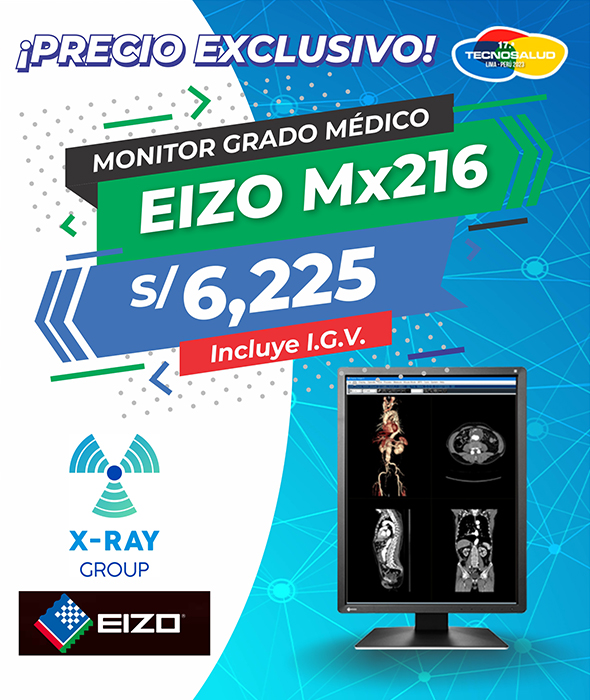 ¡PRECIO EXCLUSIVO!
17.
TECNOSALUD
LIMA - PERÚ 2023
MONITOR GRADO MÉDICO
EIZO Mx216
S/ 6,225
Incluye I.G.V.
X-RAY
GROUP
EIZO